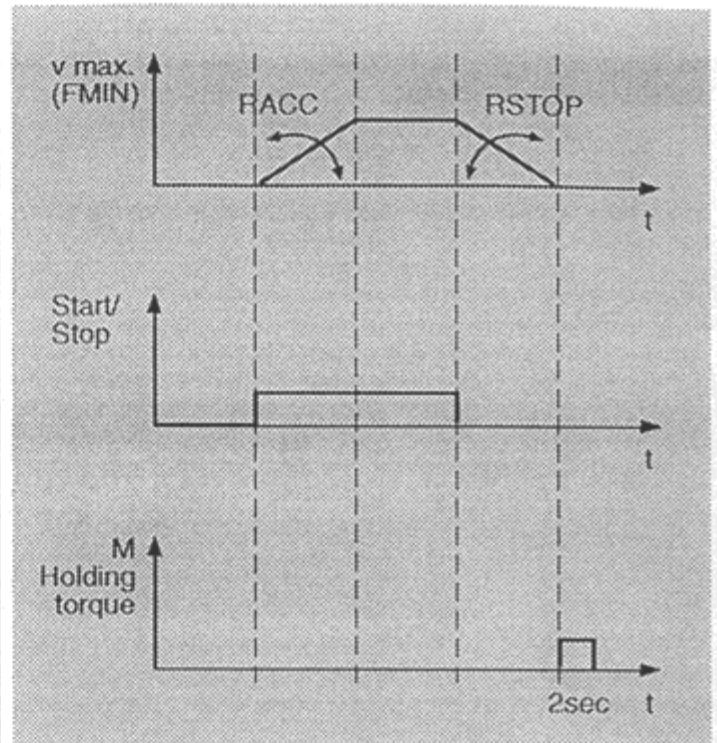 v max.
(FMIN)
RACC
RSTOP
t
Start/
Stop
t
M
Holding
torque
2sec
t